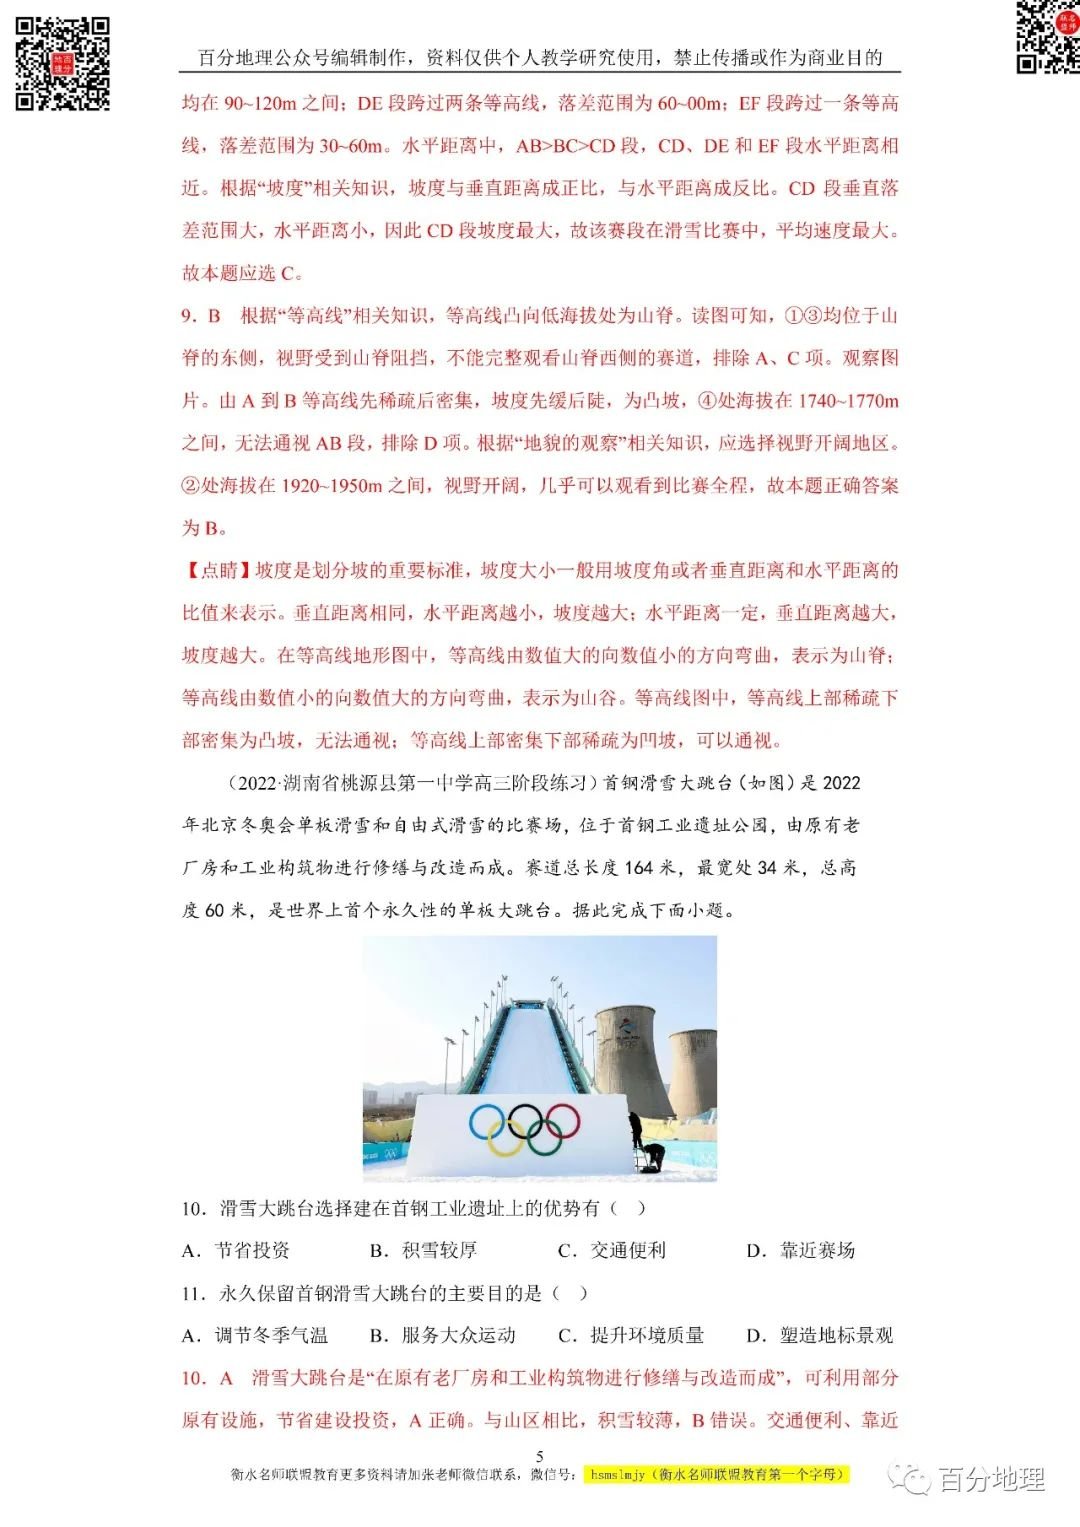 百分地理公众号编辑制作，资料仅供个人教学研究使用，禁止传播或作为商业目的
均在 90~120m 之间；DE 段跨过两条等高线，落差范围为 60~00m；EF 段跨过一条等高
线，落差范围为 30~60m。水平距离中，AB>BC>CD 段，CD、DE 和 EF 段水平距离相
近。根据“坡度”相关知识，坡度与垂直距离成正比，与水平距离成反比。CD 段垂直落
差范围大，水平距离小，因此 CD 段坡度最大，故该赛段在滑雪比赛中，平均速度最大。
故本题应选 C。
9．B 根据“等高线”相关知识，等高线凸向低海拔处为山脊。读图可知，①③均位于山
脊的东侧，视野受到山脊阻挡，不能完整观看山脊西侧的赛道，排除 A、C 项。观察图
片。由 A 到 B 等高线先稀疏后密集，坡度先缓后陡，为凸坡，④处海拔在 1740~1770m
之间，无法通视 AB 段，排除 D 项。根据“地貌的观察”相关知识，应选择视野开阔地区。
②处海拔在 1920~1950m 之间，视野开阔，几乎可以观看到比赛全程，故本题正确答案
为 B。
【点睛】坡度是划分坡的重要标准，坡度大小一般用坡度角或者垂直距离和水平距离的
比值来表示。垂直距离相同，水平距离越小，坡度越大；水平距离一定，垂直距离越大，
坡度越大。在等高线地形图中，等高线由数值大的向数值小的方向弯曲，表示为山脊；
等高线由数值小的向数值大的方向弯曲，表示为山谷。等高线图中，等高线上部稀疏下
部密集为凸坡，无法通视；等高线上部密集下部稀疏为凹坡，可以通视。
（2022·湖南省桃源县第一中学高三阶段练习）首钢滑雪大跳台（如图）是 2022
年北京冬奥会单板滑雪和自由式滑雪的比赛场，位于首钢工业遗址公园，由原有老
厂房和工业构筑物进行修缮与改造而成。赛道总长度 164 米，最宽处 34 米，总高
度 60 米，是世界上首个永久性的单板大跳台。据此完成下面小题。
10．滑雪大跳台选择建在首钢工业遗址上的优势有（ ）
A．节省投资 B．积雪较厚 C．交通便利 D．靠近赛场
11．永久保留首钢滑雪大跳台的主要目的是（ ）
A．调节冬季气温 B．服务大众运动 C．提升环境质量 D．塑造地标景观
10．A 滑雪大跳台是“在原有老厂房和工业构筑物进行修缮与改造而成”，可利用部分
原有设施，节省建设投资，A 正确。与山区相比，积雪较薄，B 错误。交通便利、靠近
5
衡水名师联盟教育更多资料请加张老师微信联系，微信号： hsmslmjy（衡水名师联盟教育第一个字母）
百分地理